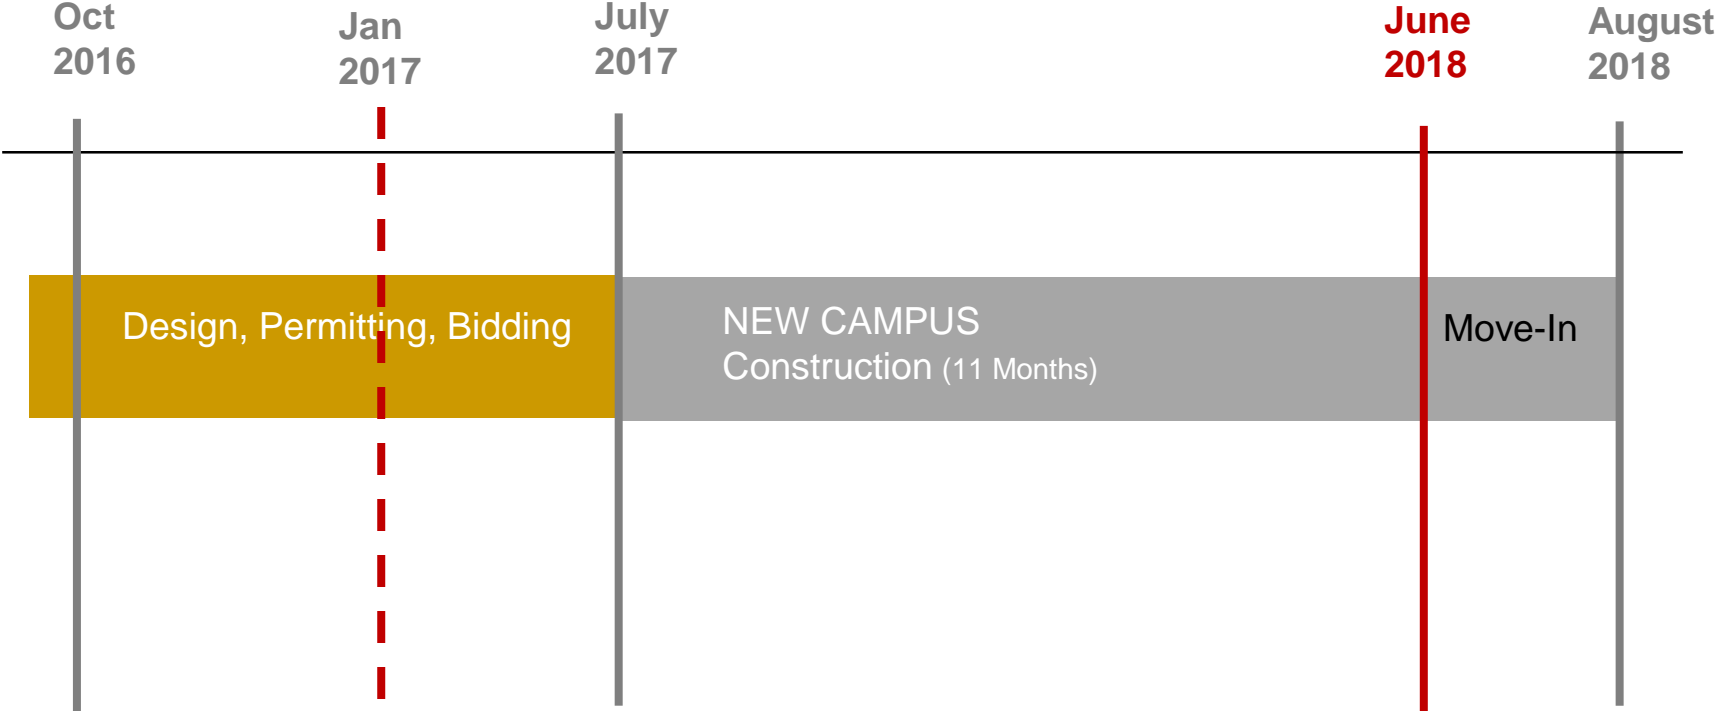 Oct
2016
Jan
2017
July
2017
June
2018
August
2018
Design, Permitting, Bidding
NEW CAMPUS
Construction (11 Months)
Move-In